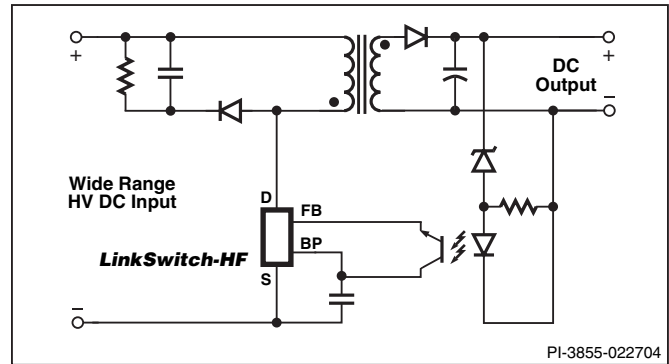 +
+
DC
Output
−
Wide Range
HV DC Input
D
FB
BP
LinkSwitch-HF
S
−
PI-3855-022704